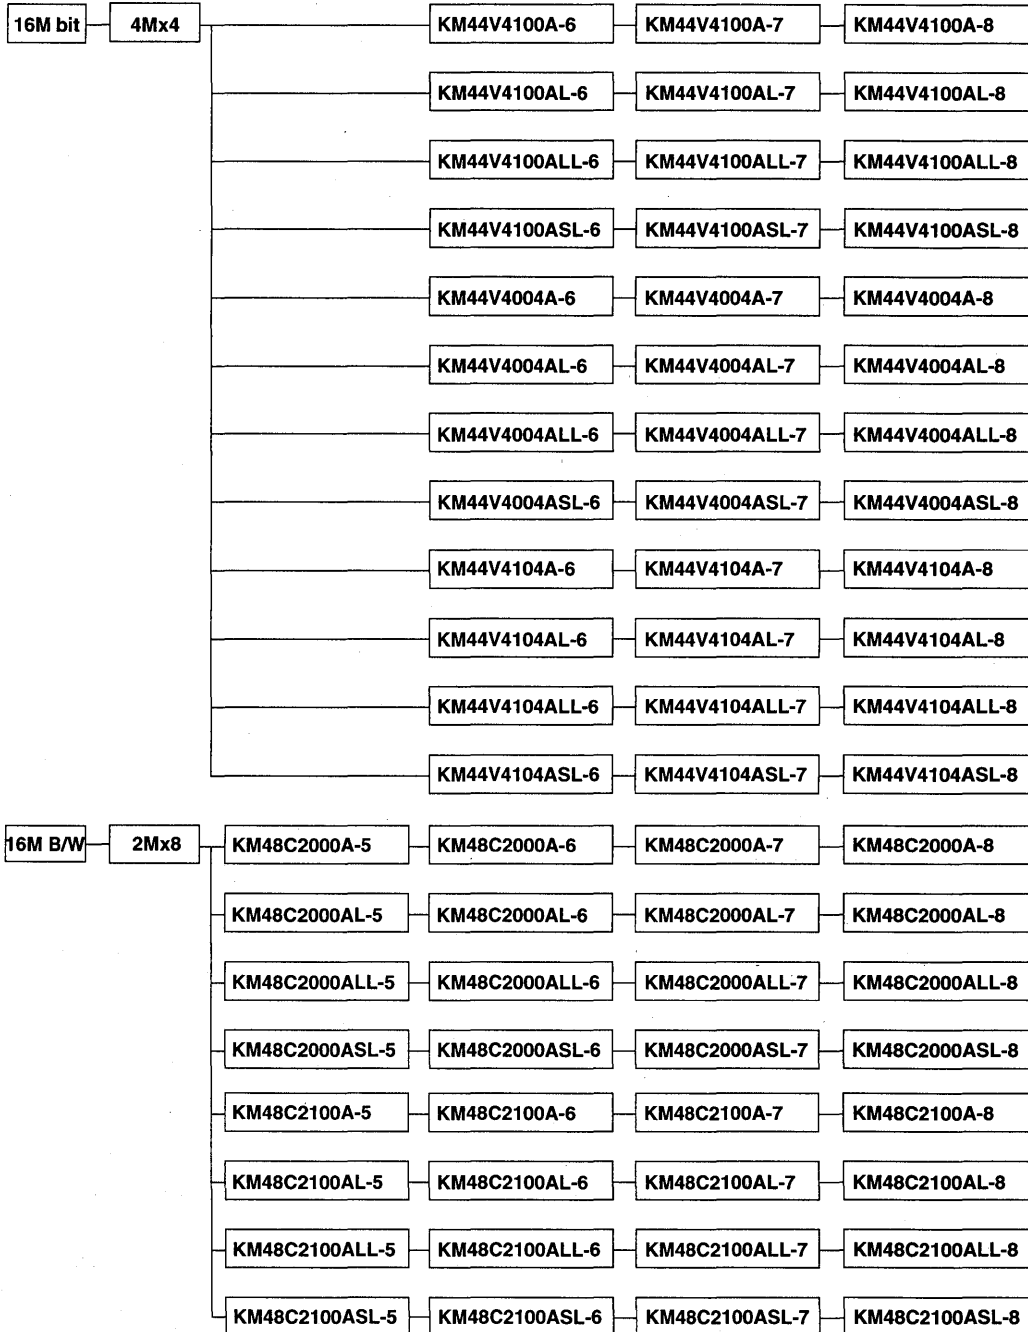 16M bit 4Mx4 KM44V4100A-6 KM44V4100A-7 KM44V4100A-8
KM44V4100AL-6 KM44V4100AL-7 KM44V4100AL-8
KM44V4100ALL-6 KM44V4100ALL-7 KM44V4100ALL-8
KM44V4100ASL-6 KM44V4100ASL-7 KM44V4100ASL-8
KM44V4004A-6 KM44V4004A-7 KM44V4004A-8
KM44V4004AL-6 KM44V4004AL-7 KM44V4004AL-8
KM44V4004ALL-6 KM44V4004ALL-7 KM44V4004ALL-8
KM44V4004ASL-6 KM44V4004ASL-7 KM44V4004ASL-8
KM44V4104A-6 KM44V4104A-7 KM44V4104A-8
KM44V4104AL-6 KM44V4104AL-7 KM44V4104AL-8
KM44V4104ALL-6 KM44V4104ALL-7 KM44V4104ALL-8
KM44V4104ASL-6 KM44V4104ASL-7 KM44V4104ASL-8
16M B/W 2Mx8 KM48C2000A-5 KM48C2000A-6 KM48C2000A-7 KM48C2000A-8
KM48C2000AL-5 KM48C2000AL-6 KM48C2000AL-7 KM48C2000AL-8
KM48C2000ALL-5 KM48C2000ALL-6 KM48C2000ALL-7 KM48C2000ALL-8
KM48C2000ASL-5 KM48C2000ASL-6 KM48C2000ASL-7 KM48C2000ASL-8
KM48C2100A-5 KM48C2100A-6 KM48C2100A-7 KM48C2100A-8
KM48C2100AL-5 KM48C2100AL-6 KM48C2100AL-7 KM48C2100AL-8
KM48C2100ALL-5 KM48C2100ALL-6 KM48C2100ALL-7 KM48C2100ALL-8
KM48C2100ASL-5 KM48C2100ASL-6 KM48C2100ASL-7 KM48C2100ASL-8